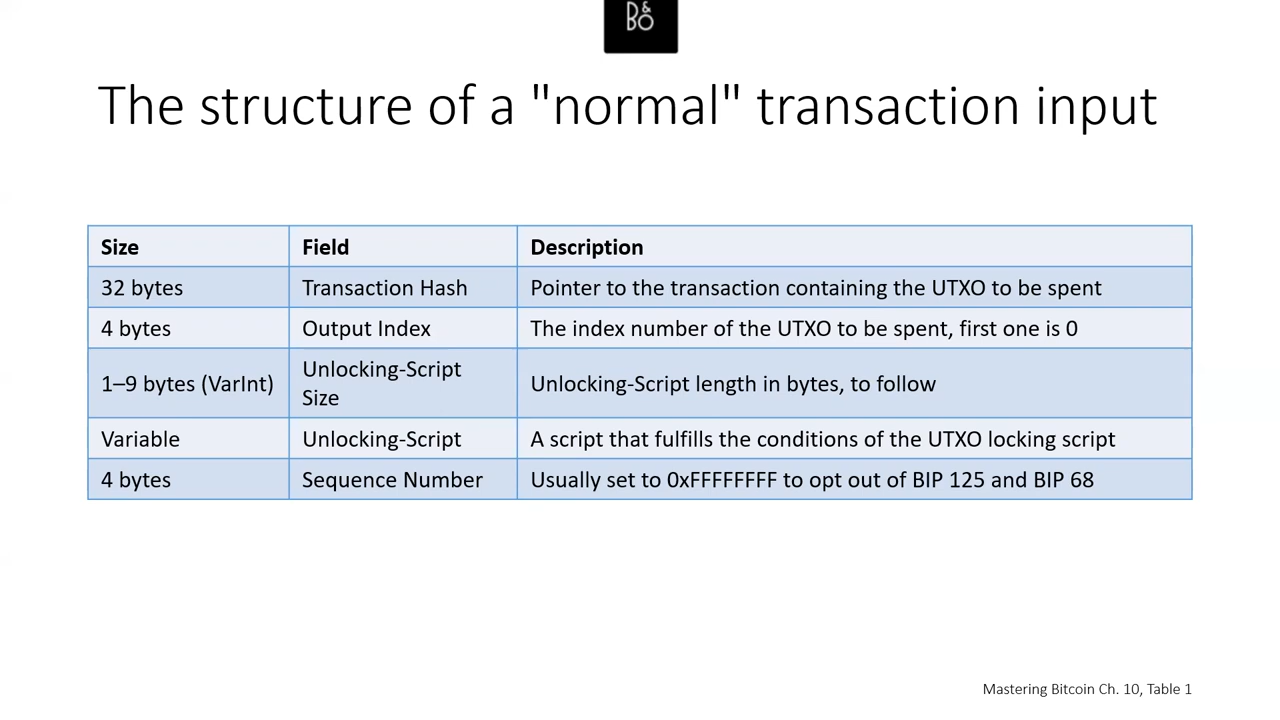 B&O
The structure of a "normal" transaction input
Size Field Description
32 bytes Transaction Hash Pointer to the transaction containing the UTXO to be spent
4 bytes Output Index The index number of the UTXO to be spent, first one is 0
1–9 bytes (VarInt) Unlocking-Script Size Unlocking-Script length in bytes, to follow
Variable Unlocking-Script A script that fulfills the conditions of the UTXO locking script
4 bytes Sequence Number Usually set to 0xFFFFFFFF to opt out of BIP 125 and BIP 68
Mastering Bitcoin Ch. 10, Table 1